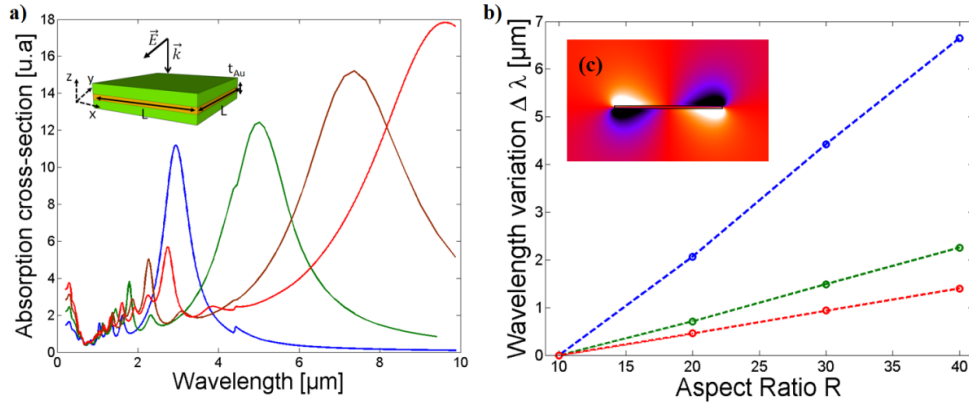 a)
Absorption cross-section [u.a]
18
16
14
12
10
8
6
4
2
0
0 2 4 6 8 10
Wavelength [μm]
E k
z y x
t Au
L L
b)
Wavelength variation Δ λ [μm]
7
6
5
4
3
2
1
0
10 15 20 25 30 35 40
Aspect Ratio R
(c)